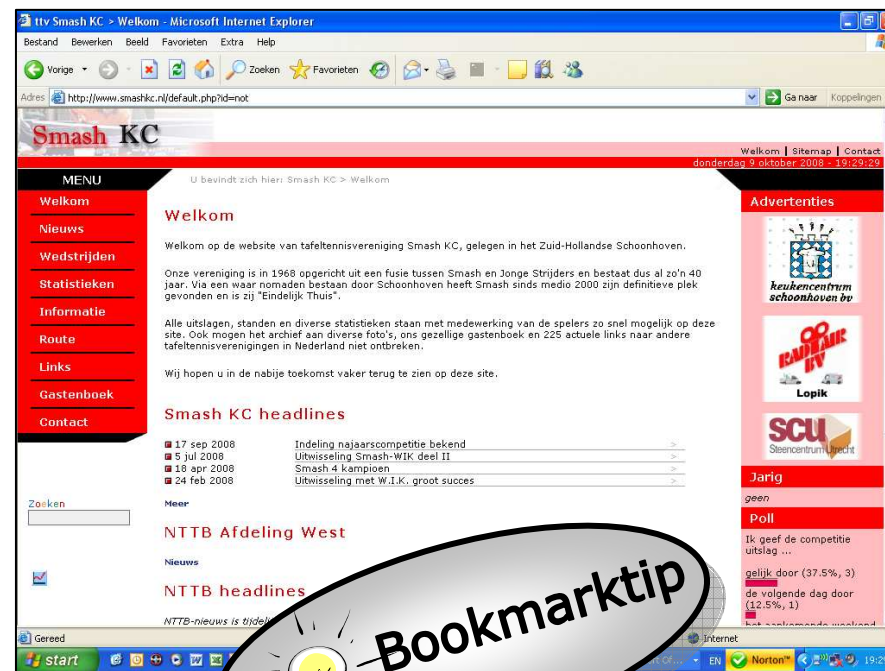 ttv Smash KC > Welkom - Microsoft Internet Explorer
Bestand Bewerken Beeld Favorieten Extra Help
Vorige Zoeken Favorieten
Adres http://www.smashkc.nl/default.php?id=not Ga naar Koppelingen
Smash KC
Welkom | Sitemap | Contact
donderdag 9 oktober 2008 - 19:29:29
MENU
Welkom
Nieuws
Wedstrijden
Statistieken
Informatie
Route
Links
Gastenboek
Contact
Zoeken
U bevindt zich hier: Smash KC > Welkom
Welkom
Welkom op de website van tafeltennisvereniging Smash KC, gelegen in het Zuid-Hollandse Schoonhoven.
Onze vereniging is in 1968 opgericht uit een fusie tussen Smash en Jonge Strijders en bestaat dus al zo'n 40
jaar. Via een waar nomaden bestaan door Schoonhoven heeft Smash sinds medio 2000 zijn definitieve plek
gevonden en is zij "Eindelijk Thuis".
Alle uitslagen, standen en diverse statistieken staan met medewerking van de spelers zo snel mogelijk op deze
site. Ook mogen het archief aan diverse foto's, ons gezellige gastenboek en 225 actuele links naar andere
tafeltennisverenigingen in Nederland niet ontbreken.
Wij hopen u in de nabije toekomst vaker terug te zien op deze site.
Smash KC headlines
17 sep 2008 Indeling najaarscompetitie bekend >
5 jul 2008 Uitwisseling Smash-WIK deel II >
18 apr 2008 Smash 4 kampioen >
24 feb 2008 Uitwisseling met W.I.K. groot succes >
Meer
NTTB Afdeling West
Nieuws
NTTB headlines
NTTB-nieuws is
Bookmarktip
Advertenties
keukencentrum
schoonhoven bv
RADIAIR
BV
Lopik
SCU
Steencentrum Utrecht
Jarig
geen
Poll
Ik geef de competitie
uitslag ...
gelijk door (37.5%, 3)
de volgende dag door
(12.5%, 1)
het aankomende weekend
Gereed Internet
start EN Norton™ 19:2